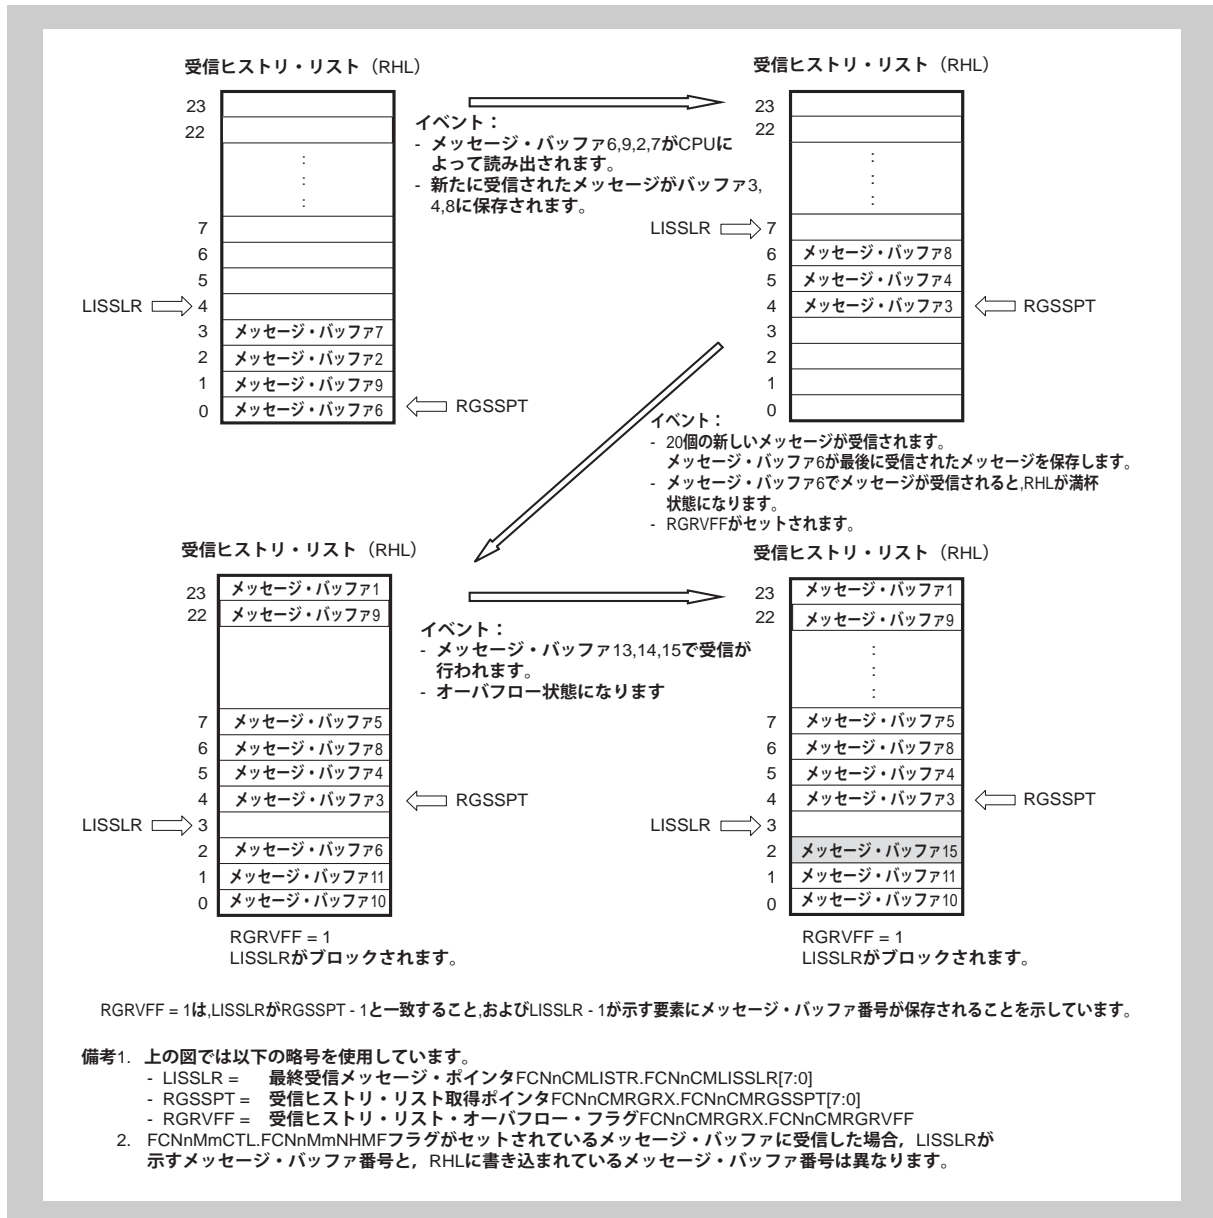 受信ヒストリ・リスト（RHL）
23
22
:
:
:
7
6
5
LISSLR
4
3 メッセージ・バッファ7
2 メッセージ・バッファ2
1 メッセージ・バッファ9
0 メッセージ・バッファ6
RGSSPT
イベント：
- メッセージ・バッファ6,9,2,7がCPUに
よって読み出されます。
- 新たに受信されたメッセージがバッファ3,
4,8に保存されます。
受信ヒストリ・リスト（RHL）
23
22
:
:
:
LISSLR
7
6 メッセージ・バッファ8
5 メッセージ・バッファ4
4 メッセージ・バッファ3
RGSSPT
3
2
1
0
イベント：
- 20個の新しいメッセージが受信されます。
メッセージ・バッファ6が最後に受信されたメッセージを保存します。
- メッセージ・バッファ6でメッセージが受信されると,RHLが満杯
状態になります。
- RGRVFFがセットされます。
受信ヒストリ・リスト（RHL）
23 メッセージ・バッファ1
22 メッセージ・バッファ9
7 メッセージ・バッファ5
6 メッセージ・バッファ8
5 メッセージ・バッファ4
4 メッセージ・バッファ3
RGSSPT
LISSLR
3
2 メッセージ・バッファ6
1 メッセージ・バッファ11
0 メッセージ・バッファ10
RGRVFF = 1
LISSLRがブロックされます。
イベント：
- メッセージ・バッファ13,14,15で受信が
行われます。
- オーバフロー状態になります
受信ヒストリ・リスト（RHL）
23 メッセージ・バッファ1
22 メッセージ・バッファ9
:
:
:
7 メッセージ・バッファ5
6 メッセージ・バッファ8
5 メッセージ・バッファ4
4 メッセージ・バッファ3
RGSSPT
LISSLR
3
2 メッセージ・バッファ15
1 メッセージ・バッファ11
0 メッセージ・バッファ10
RGRVFF = 1
LISSLRがブロックされます。
RGRVFF = 1は,LISSLRがRGSSPT - 1と一致すること,およびLISSLR - 1が示す要素にメッセージ・バッファ番号が保存されることを示しています。
備考1. 上の図では以下の略号を使用しています。
- LISSLR = 最終受信メッセージ・ポインタFCNnCMLISTR.FCNnCMLISSLR[7:0]
- RGSSPT = 受信ヒストリ・リスト取得ポインタFCNnCMRGRX.FCNnCMRGSSPT[7:0]
- RGRVFF = 受信ヒストリ・リスト・オーバフロー・フラグFCNnCMRGRX.FCNnCMRGRVFF
2. FCNnMmCTL.FCNnMmNHMFフラグがセットされているメッセージ・バッファに受信した場合，LISSLRが
示すメッセージ・バッファ番号と，RHLに書き込まれているメッセージ・バッファ番号は異なります。